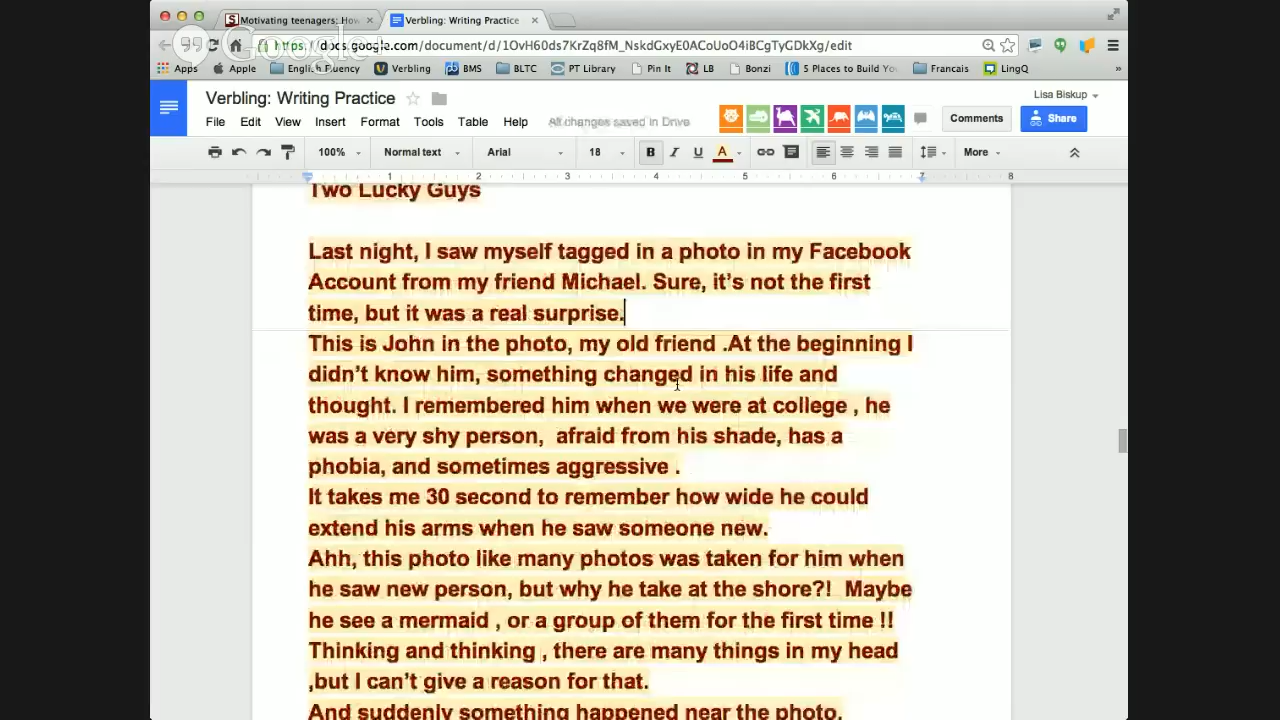 Motivating teenagers: How
Verbling: Writing Practice
Google+
https://docs.google.com/document/d/1OvH60ds7KrZq8fM_NskdGxyE0ACoUoO4iBCgTyGDkXg/edit
Apps Apple English Fluency Verbling BMS BLTC PT Library Pin It LB Bonzi 5 Places to Build Yo Francais LingQ »
Lisa Biskup
Verbling: Writing Practice
File Edit View Insert Format Tools Table Help All changes saved in Drive
Comments Share
100% Normal text Arial 18 B I U A More
1 2 3 4 5 6 7 8
Two Lucky Guys
Last night, I saw myself tagged in a photo in my Facebook
Account from my friend Michael. Sure, it’s not the first
time, but it was a real surprise.
This is John in the photo, my old friend .At the beginning I
didn’t know him, something changed in his life and
thought. I remembered him when we were at college , he
was a very shy person,  afraid from his shade, has a
phobia, and sometimes aggressive .
It takes me 30 second to remember how wide he could
extend his arms when he saw someone new.
Ahh, this photo like many photos was taken for him when
he saw new person, but why he take at the shore?!  Maybe
he see a mermaid , or a group of them for the first time !!
Thinking and thinking , there are many things in my head
,but I can’t give a reason for that.
And suddenly something happened near the photo.